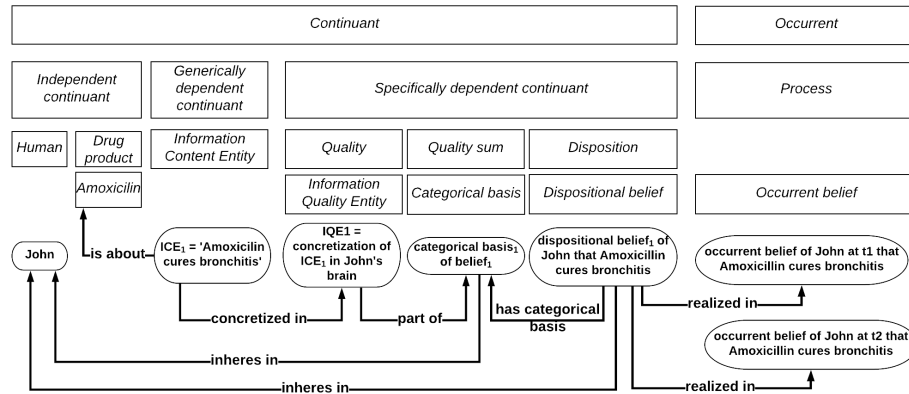 Continuant
Occurrent
Independent
continuant
Generically
dependent
continuant
Specifically dependent continuant
Process
Human
Drug
product
Information
Content Entity
Quality
Quality sum
Disposition
Amoxicilin
Information
Quality Entity
Categorical basis
Dispositional belief
Occurrent belief
John
is about
ICE₁ = 'Amoxicilin
cures bronchitis'
IQE1 =
concretization of
ICE₁ in John's
brain
categorical basis₁
of belief₁
dispositional belief₁ of
John that Amoxicillin
cures bronchitis
occurrent belief of John at t1 that
Amoxicillin cures bronchitis
concretized in
part of
has categorical
basis
realized in
occurrent belief of John at t2 that
Amoxicillin cures bronchitis
inheres in
inheres in
realized in